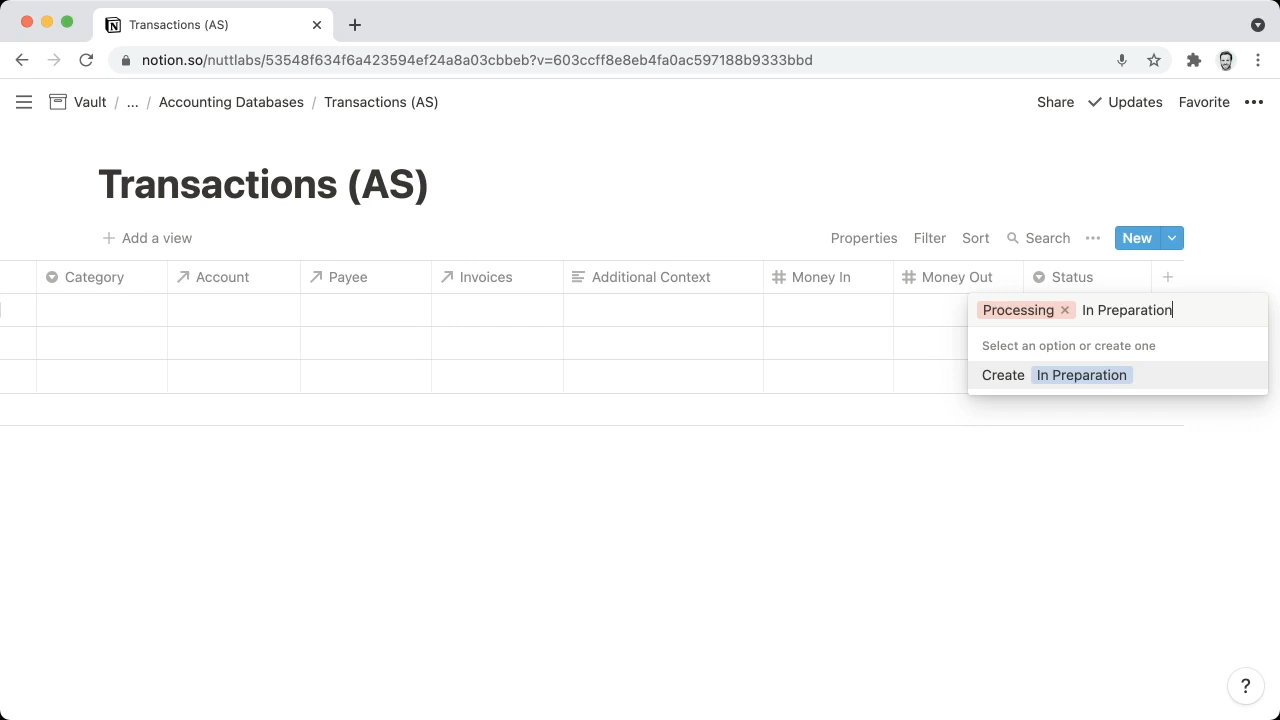 Transactions (AS)
notion.so/nuttlabs/53548f634f6a423594ef24a8a03cbbeb?v=603ccff8e8eb4fa0ac597188b9333bbd
Vault / ... / Accounting Databases / Transactions (AS)
Share Updates Favorite
Transactions (AS)
Add a view
Properties Filter Sort Search New
Category Account Payee Invoices Additional Context Money In Money Out Status
Processing In Preparation
Select an option or create one
Create In Preparation
?